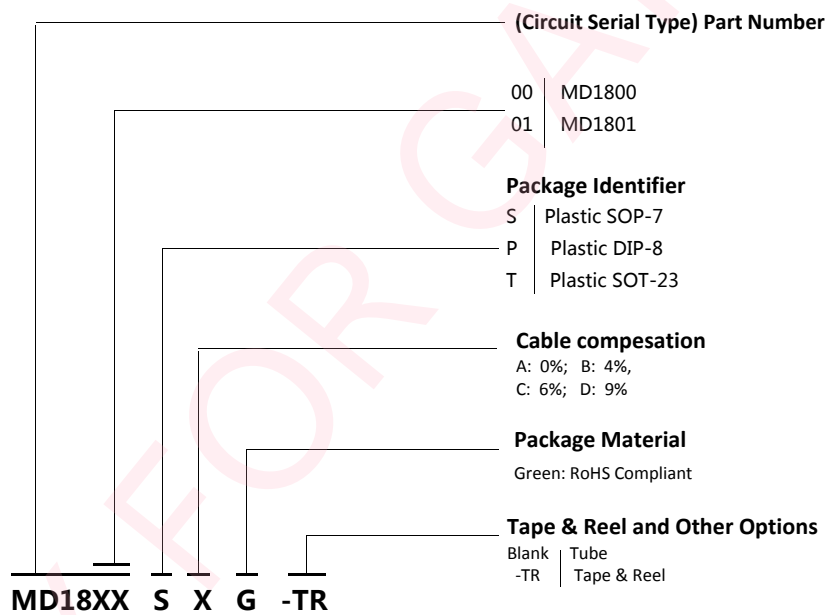 (Circuit Serial Type) Part Number
00 MD1800
01 MD1801
Package Identifier
S Plastic SOP-7
P Plastic DIP-8
T Plastic SOT-23
Cable compesation
A: 0%; B: 4%,
C: 6%; D: 9%
Package Material
Green: RoHS Compliant
Tape & Reel and Other Options
Blank Tube
-TR Tape & Reel
MD18XX S X G -TR
FOR GA